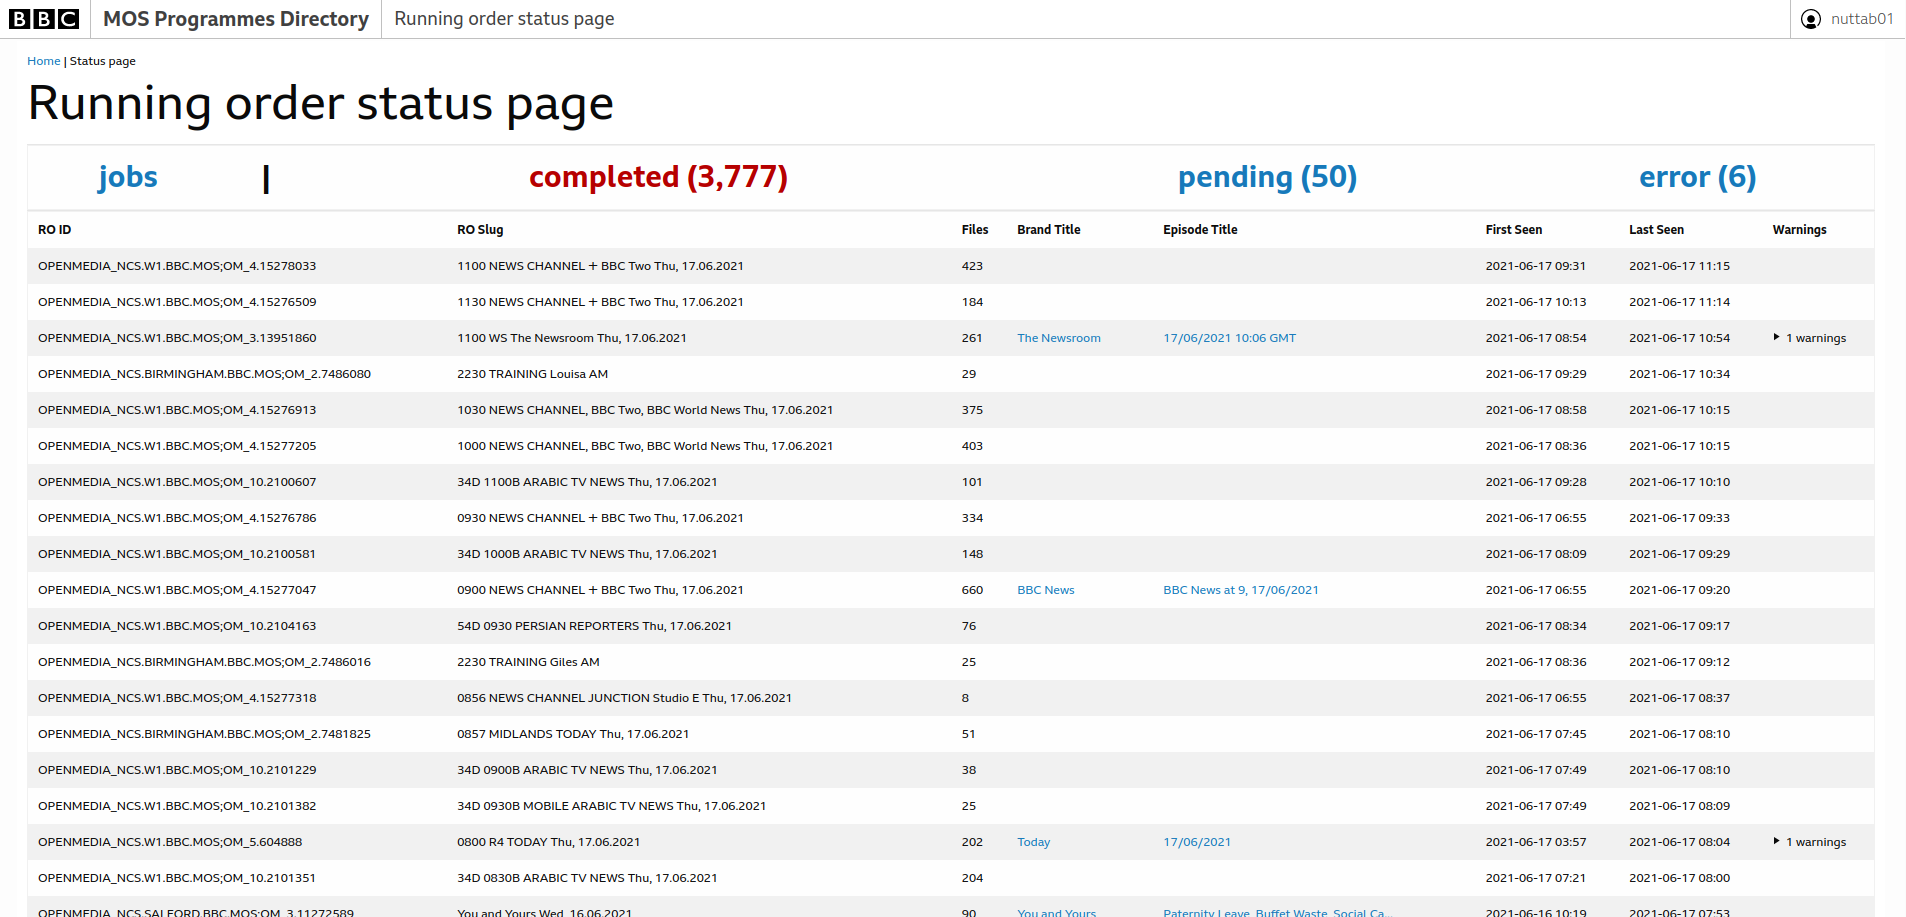 BBC MOS Programmes Directory Running order status page nuttab01
Home | Status page
Running order status page
jobs | completed (3,777) pending (50) error (6)
RO ID RO Slug Files Brand Title Episode Title First Seen Last Seen Warnings
OPENMEDIA_NCS.W1.BBC.MOS;OM_4.15278033 1100 NEWS CHANNEL + BBC Two Thu, 17.06.2021 423 2021-06-17 09:31 2021-06-17 11:15
OPENMEDIA_NCS.W1.BBC.MOS;OM_4.15276509 1130 NEWS CHANNEL + BBC Two Thu, 17.06.2021 184 2021-06-17 10:13 2021-06-17 11:14
OPENMEDIA_NCS.W1.BBC.MOS;OM_3.13951860 1100 WS The Newsroom Thu, 17.06.2021 261 The Newsroom 17/06/2021 10:06 GMT 2021-06-17 08:54 2021-06-17 10:54 1 warnings
OPENMEDIA_NCS.BIRMINGHAM.BBC.MOS;OM_2.7486080 2230 TRAINING Louisa AM 29 2021-06-17 09:29 2021-06-17 10:34
OPENMEDIA_NCS.W1.BBC.MOS;OM_4.15276913 1030 NEWS CHANNEL, BBC Two, BBC World News Thu, 17.06.2021 375 2021-06-17 08:58 2021-06-17 10:15
OPENMEDIA_NCS.W1.BBC.MOS;OM_4.15277205 1000 NEWS CHANNEL, BBC Two, BBC World News Thu, 17.06.2021 403 2021-06-17 08:36 2021-06-17 10:15
OPENMEDIA_NCS.W1.BBC.MOS;OM_10.2100607 34D 1100B ARABIC TV NEWS Thu, 17.06.2021 101 2021-06-17 09:28 2021-06-17 10:10
OPENMEDIA_NCS.W1.BBC.MOS;OM_4.15276786 0930 NEWS CHANNEL + BBC Two Thu, 17.06.2021 334 2021-06-17 06:55 2021-06-17 09:33
OPENMEDIA_NCS.W1.BBC.MOS;OM_10.2100581 34D 1000B ARABIC TV NEWS Thu, 17.06.2021 148 2021-06-17 08:09 2021-06-17 09:29
OPENMEDIA_NCS.W1.BBC.MOS;OM_4.15277047 0900 NEWS CHANNEL + BBC Two Thu, 17.06.2021 660 BBC News BBC News at 9, 17/06/2021 2021-06-17 06:55 2021-06-17 09:20
OPENMEDIA_NCS.W1.BBC.MOS;OM_10.2104163 54D 0930 PERSIAN REPORTERS Thu, 17.06.2021 76 2021-06-17 08:34 2021-06-17 09:17
OPENMEDIA_NCS.BIRMINGHAM.BBC.MOS;OM_2.7486016 2230 TRAINING Giles AM 25 2021-06-17 08:36 2021-06-17 09:12
OPENMEDIA_NCS.W1.BBC.MOS;OM_4.15277318 0856 NEWS CHANNEL JUNCTION Studio E Thu, 17.06.2021 8 2021-06-17 06:55 2021-06-17 08:37
OPENMEDIA_NCS.BIRMINGHAM.BBC.MOS;OM_2.7481825 0857 MIDLANDS TODAY Thu, 17.06.2021 51 2021-06-17 07:45 2021-06-17 08:10
OPENMEDIA_NCS.W1.BBC.MOS;OM_10.2101229 34D 0900B ARABIC TV NEWS Thu, 17.06.2021 38 2021-06-17 07:49 2021-06-17 08:10
OPENMEDIA_NCS.W1.BBC.MOS;OM_10.2101382 34D 0930B MOBILE ARABIC TV NEWS Thu, 17.06.2021 25 2021-06-17 07:49 2021-06-17 08:09
OPENMEDIA_NCS.W1.BBC.MOS;OM_5.604888 0800 R4 TODAY Thu, 17.06.2021 202 Today 17/06/2021 2021-06-17 03:57 2021-06-17 08:04 1 warnings
OPENMEDIA_NCS.W1.BBC.MOS;OM_10.2101351 34D 0830B ARABIC TV NEWS Thu, 17.06.2021 204 2021-06-17 07:21 2021-06-17 08:00
OPENMEDIA_NCS.SALFORD.BBC.MOS;OM_3.11272589 You and Yours Wed, 16.06.2021 90 You and Yours Paternity Leave, Buffet Waste, Social Ca... 2021-06-16 10:19 2021-06-17 07:53